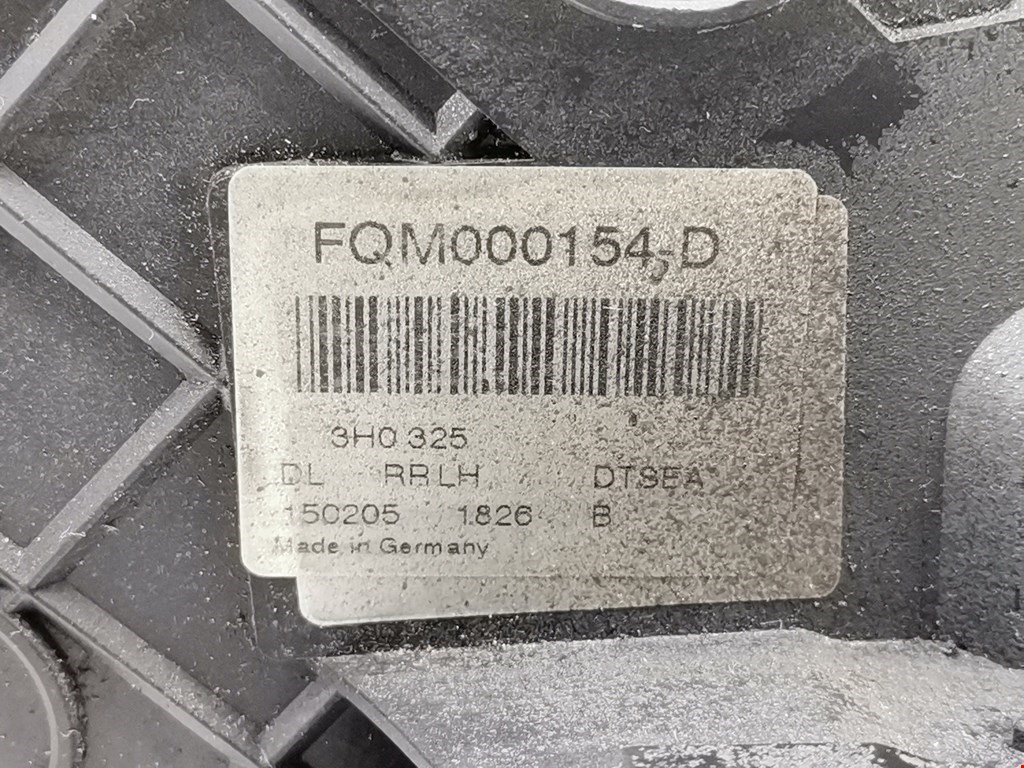 FQM000154-D
3H0 325
DL RR LH DTSEA
150205 1826 B
Made in Germany